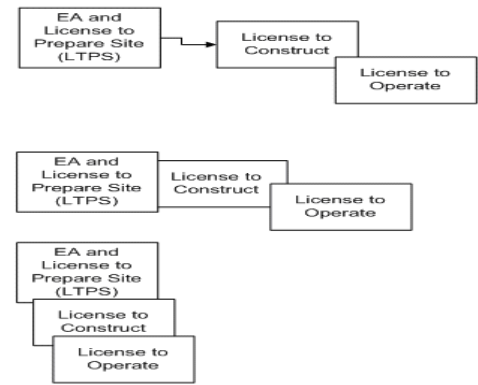 EA and
License to
Prepare Site
(LTPS)
License to
Construct
License to
Operate
EA and
License to
Prepare Site
(LTPS)
License to
Construct
License to
Operate
EA and
License to
Prepare Site
(LTPS)
License to
Construct
License to
Operate